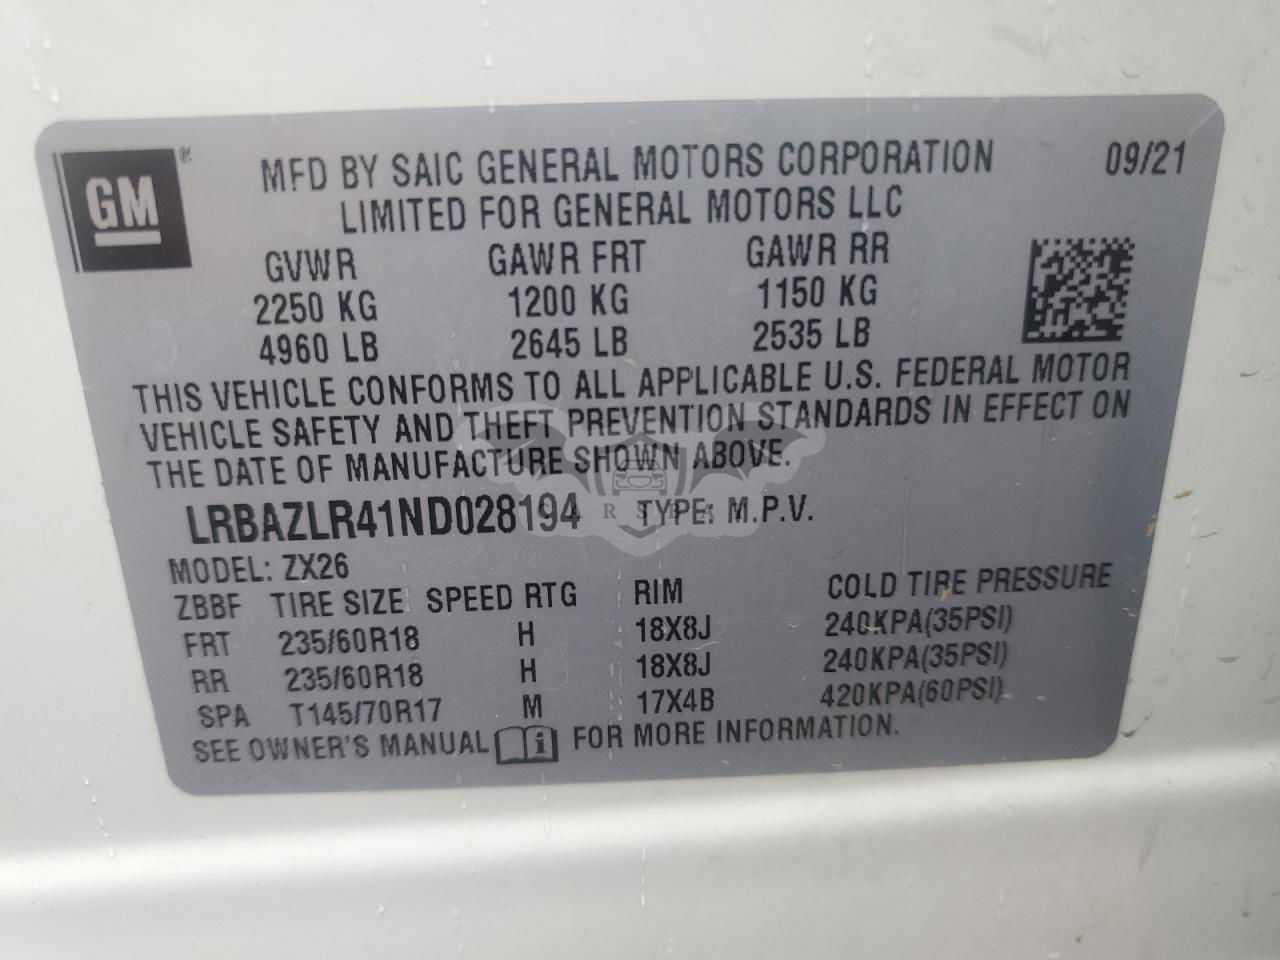 GM ®
MFD BY SAIC GENERAL MOTORS CORPORATION 09/21
LIMITED FOR GENERAL MOTORS LLC
GVWR GAWR FRT GAWR RR
2250 KG 1200 KG 1150 KG
4960 LB 2645 LB 2535 LB
THIS VEHICLE CONFORMS TO ALL APPLICABLE U.S. FEDERAL MOTOR
VEHICLE SAFETY AND THEFT PREVENTION STANDARDS IN EFFECT ON
THE DATE OF MANUFACTURE SHOWN ABOVE.
LRBAZLR41ND028194 TYPE: M.P.V.
MODEL: ZX26
ZBBF TIRE SIZE SPEED RTG RIM COLD TIRE PRESSURE
FRT 235/60R18 H 18X8J 240KPA(35PSI)
RR 235/60R18 H 18X8J 240KPA(35PSI)
SPA T145/70R17 M 17X4B 420KPA(60PSI)
SEE OWNER'S MANUAL i FOR MORE INFORMATION.